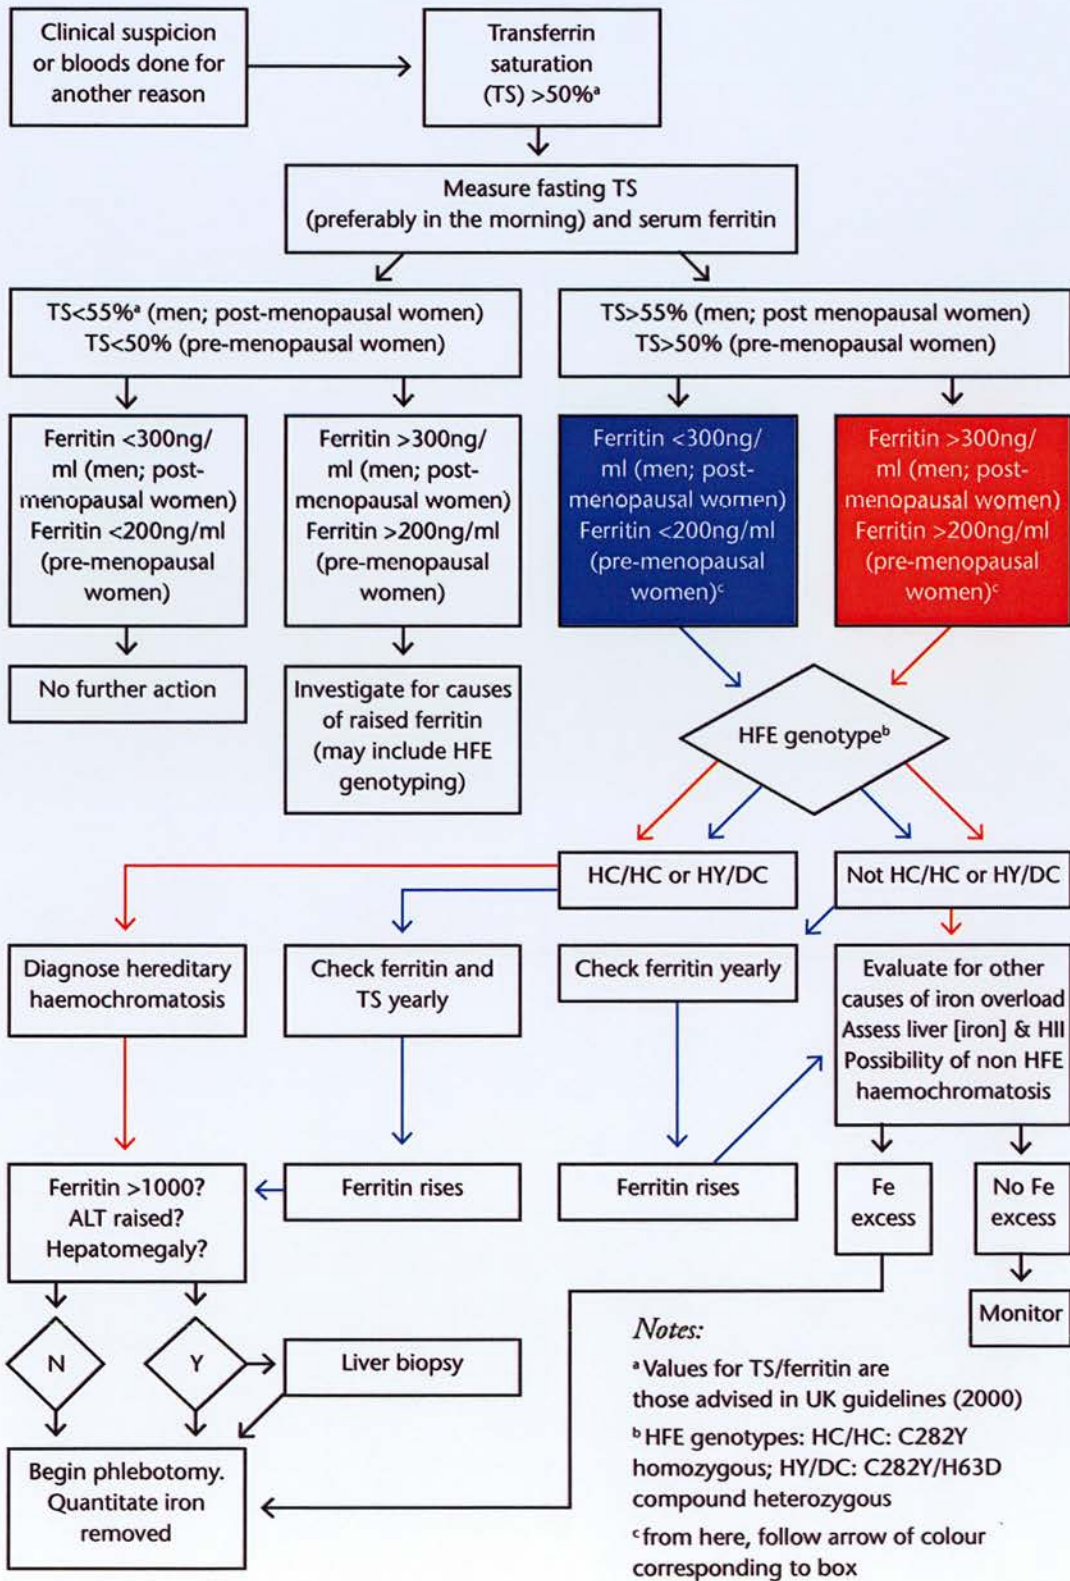 Clinical suspicion
or bloods done for
another reason
Transferrin
saturation
(TS) >50%ᵃ
Measure fasting TS
(preferably in the morning) and serum ferritin
TS<55%ᵃ (men; post-menopausal women)
TS<50% (pre-menopausal women)
TS>55% (men; post menopausal women)
TS>50% (pre-menopausal women)
Ferritin <300ng/
ml (men; post-
menopausal women)
Ferritin <200ng/ml
(pre-menopausal
women)
Ferritin >300ng/
ml (men; post-
menopausal women)
Ferritin >200ng/ml
(pre-menopausal
women)
Ferritin <300ng/
ml (men; post-
menopausal women)
Ferritin <200ng/ml
(pre-menopausal
women)ᶜ
Ferritin >300ng/
ml (men; post-
menopausal women)
Ferritin >200ng/ml
(pre-menopausal
women)ᶜ
No further action
Investigate for causes
of raised ferritin
(may include HFE
genotyping)
HFE genotypeᵇ
HC/HC or HY/DC
Not HC/HC or HY/DC
Diagnose hereditary
haemochromatosis
Check ferritin and
TS yearly
Check ferritin yearly
Evaluate for other
causes of iron overload
Assess liver [iron] & HII
Possibility of non HFE
haemochromatosis
Ferritin >1000?
ALT raised?
Hepatomegaly?
Ferritin rises
Ferritin rises
Fe
excess
No Fe
excess
Monitor
N
Y
Liver biopsy
Begin phlebotomy.
Quantitate iron
removed
Notes:
ᵃ Values for TS/ferritin are
those advised in UK guidelines (2000)
ᵇ HFE genotypes: HC/HC: C282Y
homozygous; HY/DC: C282Y/H63D
compound heterozygous
ᶜ from here, follow arrow of colour
corresponding to box